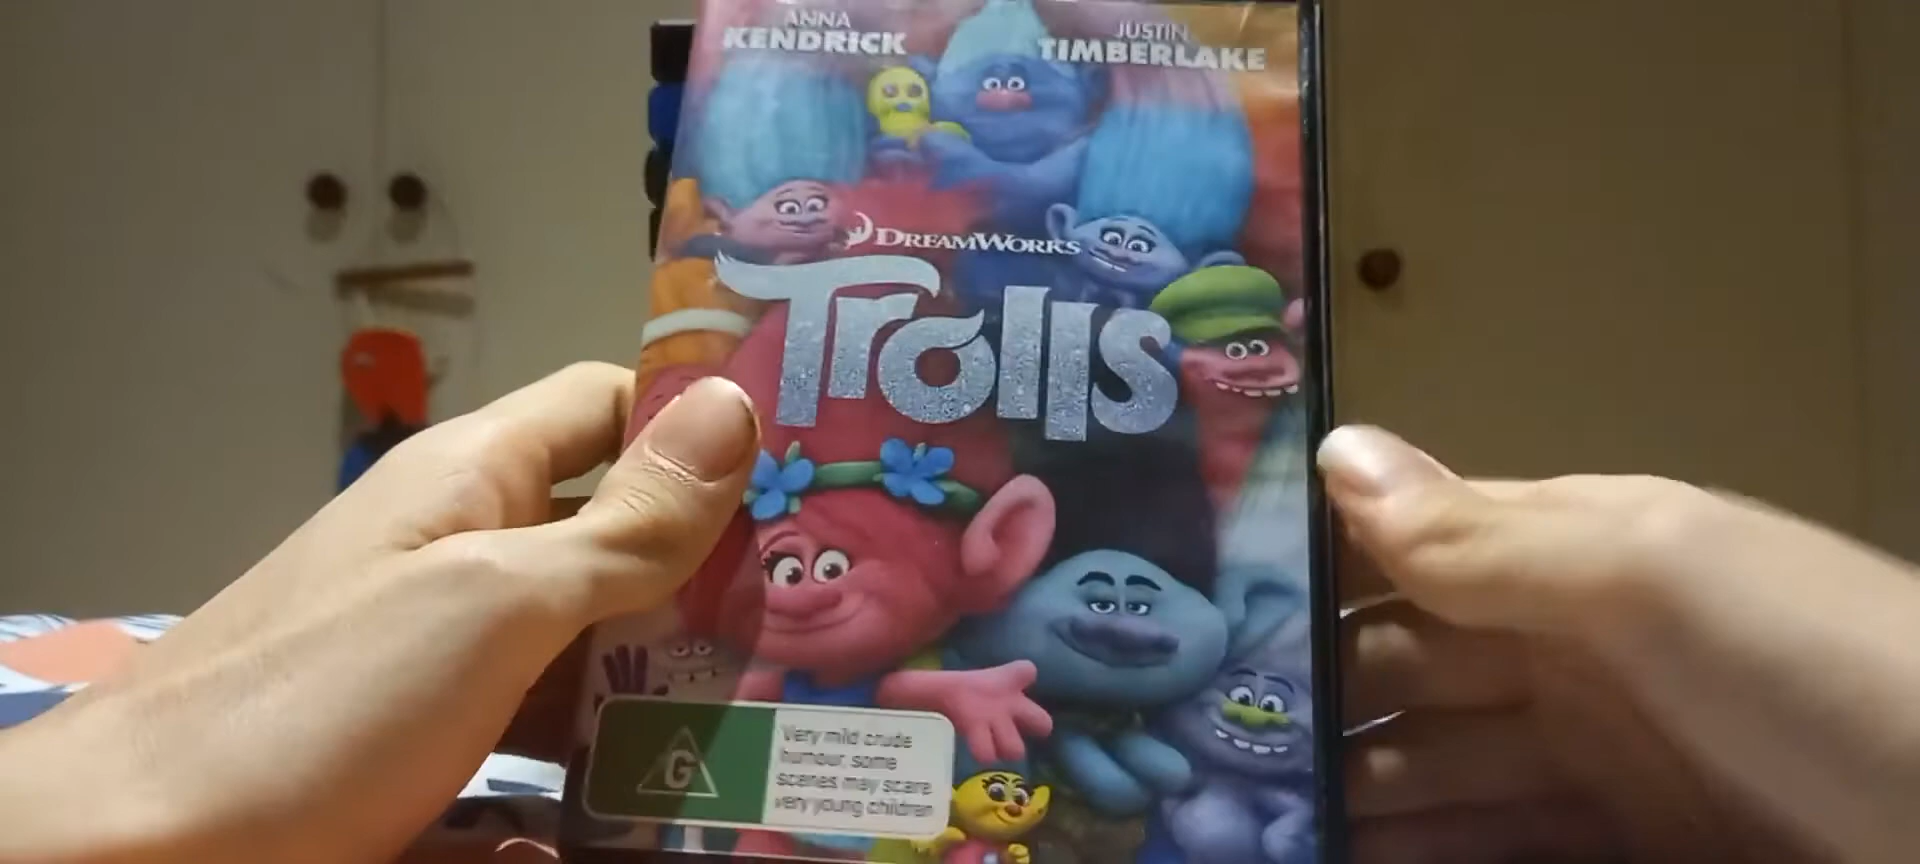 ANNA
KENDRICK
JUSTIN
TIMBERLAKE
DREAMWORKS
Trolls
G
Very mild crude
humour, some
scenes may scare
very young children